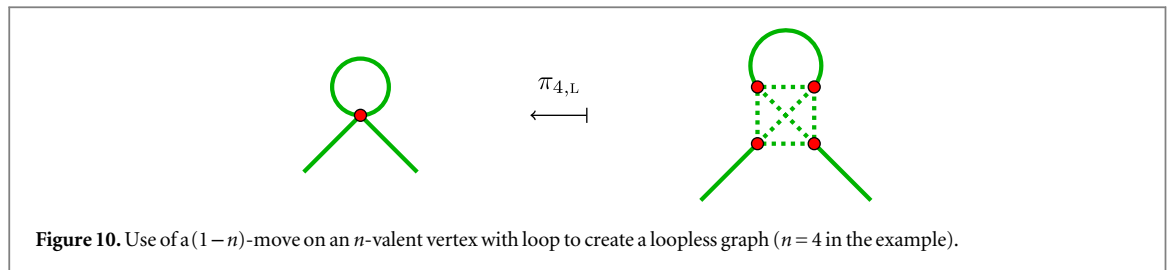 π4,L
Figure 10. Use of a (1−n)-move on an n-valent vertex with loop to create a loopless graph (n = 4 in the example).